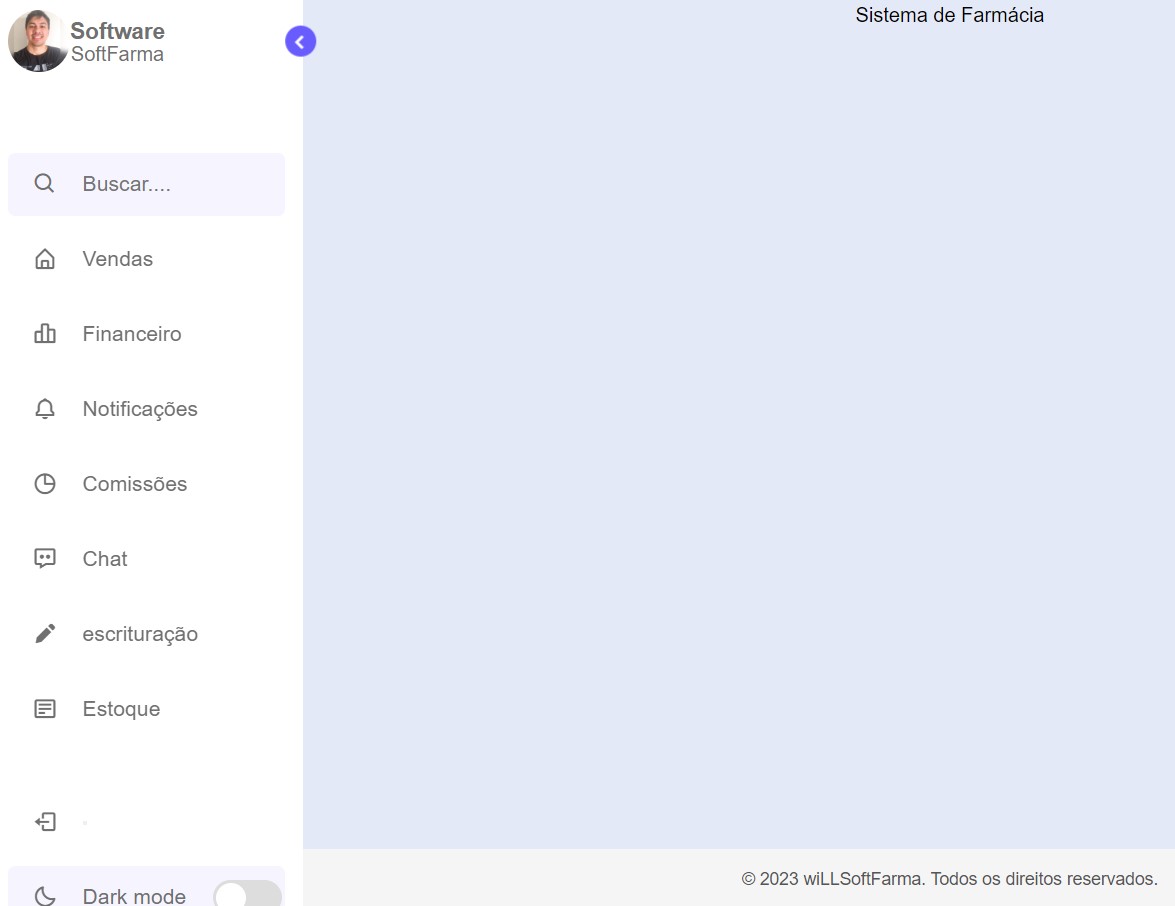 Software
SoftFarma
Sistema de Farmácia
Buscar....
Vendas
Financeiro
Notificações
Comissões
Chat
escrituração
Estoque
Dark mode
© 2023 wiLLSoftFarma. Todos os direitos reservados.